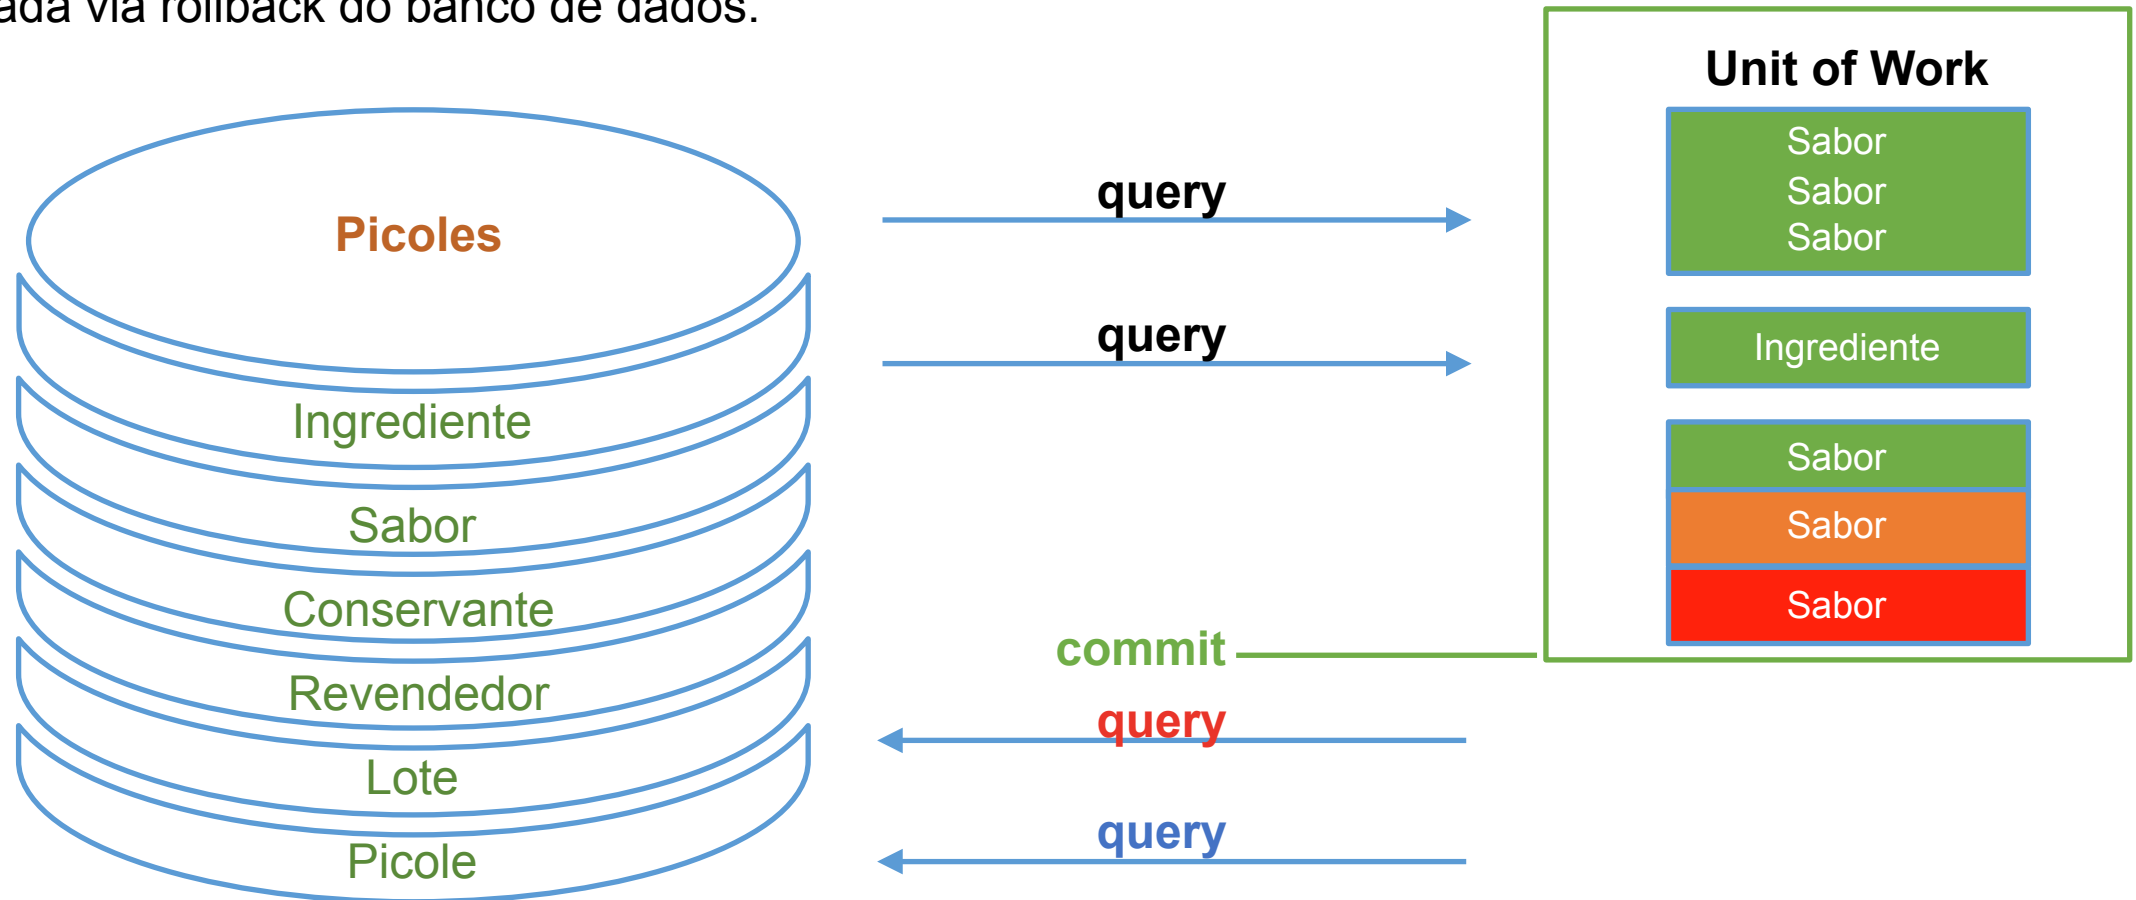 via rollback do banco de dados.
Picoles
Ingrediente
Sabor
Conservante
Revendedor
Lote
Picole
query
query
commit
query
query
Unit of Work
Sabor
Sabor
Sabor
Ingrediente
Sabor
Sabor
Sabor